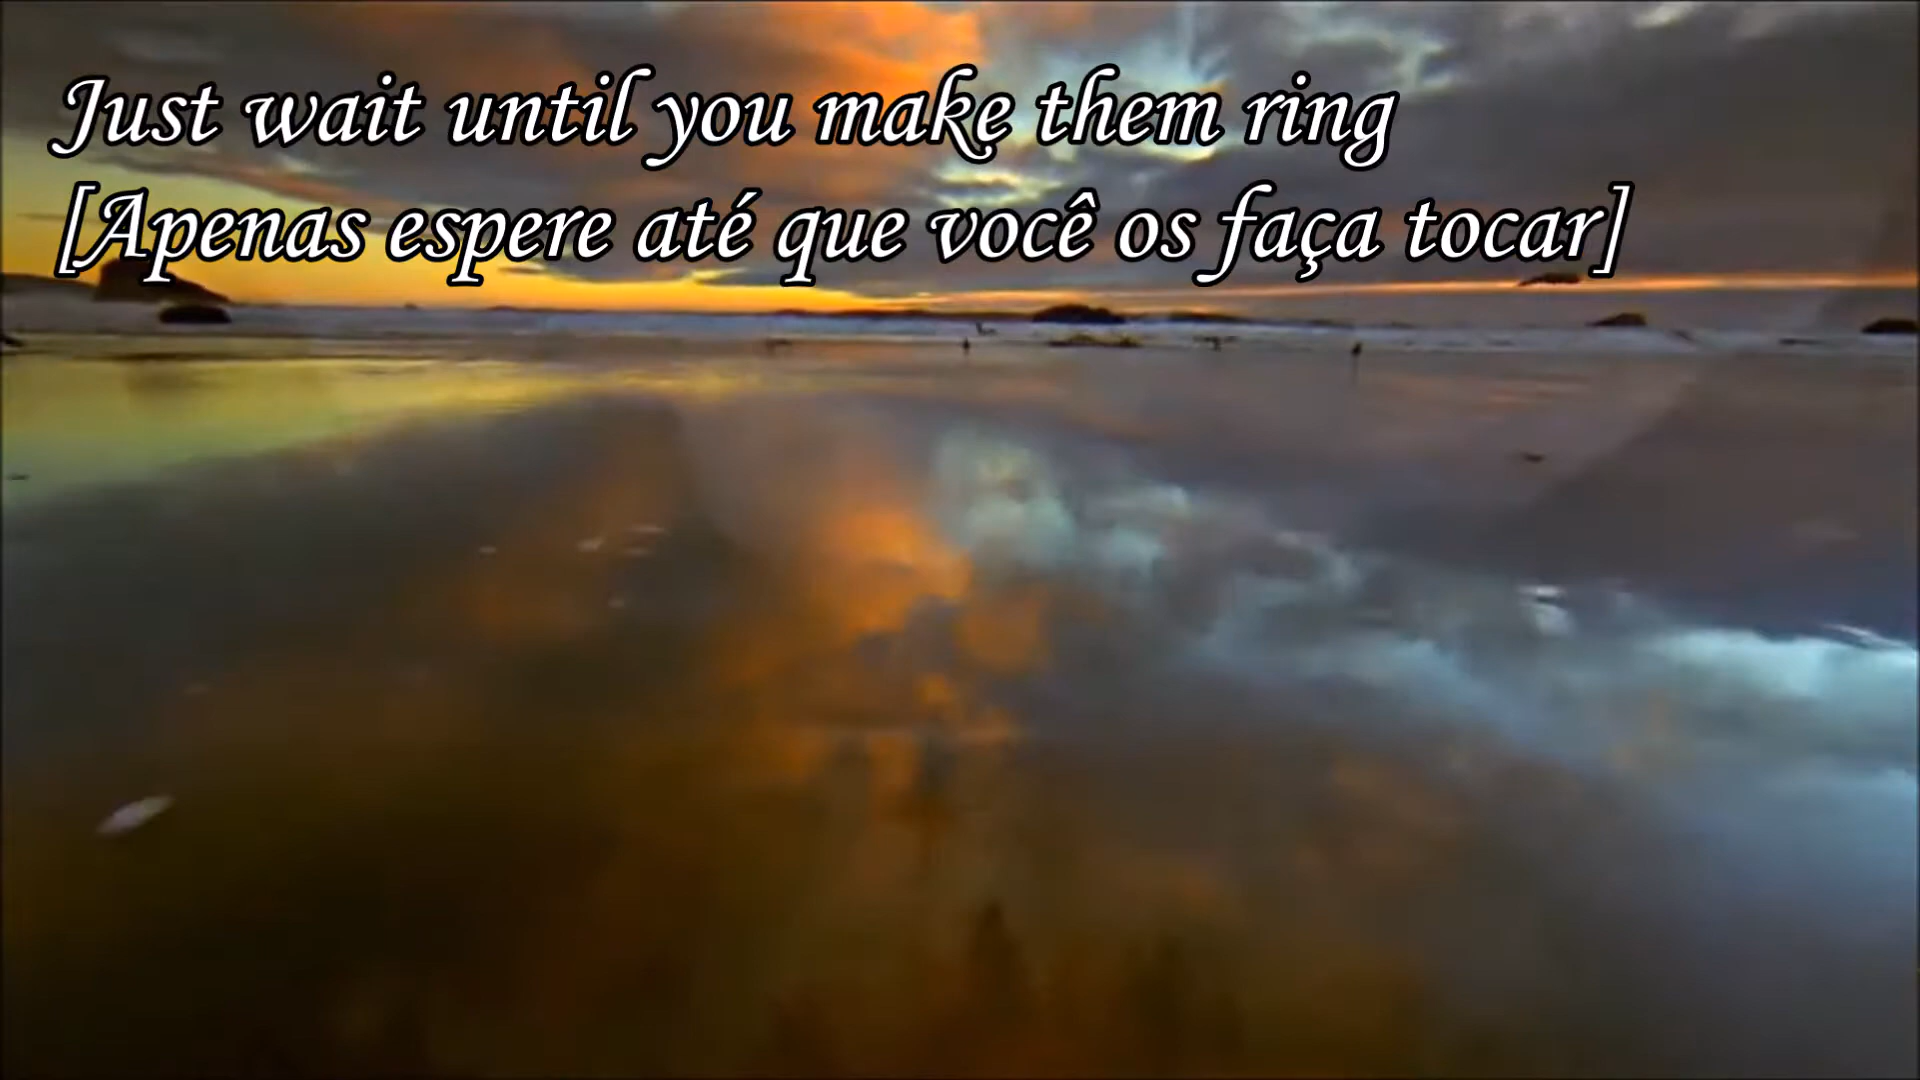 Just wait until you make them ring
[Apenas espere até que você os faça tocar]